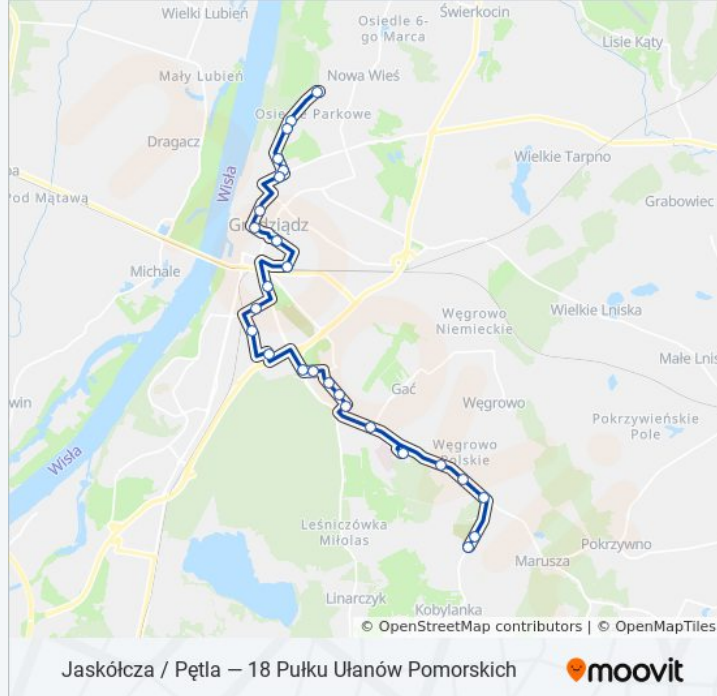 Wielki Lubień
Osiedle 6-
go Marca
Świerkocin
Lisie Kąty
Mały Lubień
Nowa Wieś
Osiedle Parkowe
Dragacz
Wisła
Wielkie Tarpno
Pod Mątawą
Grabowiec
Grudziądz
Michale
Węgrowo
Niemieckie
Wielkie Lniska
Małe Lnis
Gać
Węgrowo
Pokrzywieńskie
Pole
win
Węgrowo
Polskie
Wisła
Leśniczówka
Miłolas
Pokrzywno
Marusza
Linarczyk
Kobylanka
© OpenStreetMap contributors | © OpenMapTiles
Jaskółcza / Pętla — 18 Pułku Ułanów Pomorskich
moovit